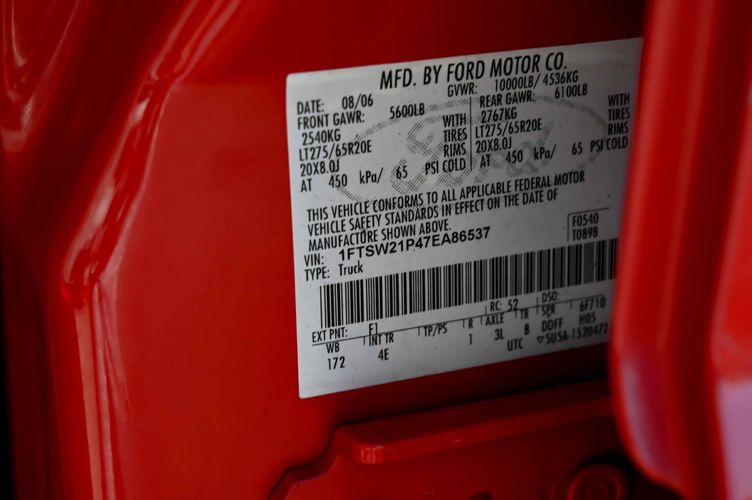 MFD. BY FORD MOTOR CO.
DATE: 08/06 GVWR: 10000LB/ 4536KG
FRONT GAWR: 5600LB REAR GAWR: 6100LB
2540KG WITH 2767KG WITH
LT275/65R20E TIRES LT275/65R20E TIRES
20X8.0J RIMS 20X8.0J RIMS
AT 450 kPa/ 65 PSI COLD AT 450 kPa/ 65 PSI COLD
THIS VEHICLE CONFORMS TO ALL APPLICABLE FEDERAL MOTOR
VEHICLE SAFETY STANDARDS IN EFFECT ON THE DATE OF
MANUFACTURE SHOWN ABOVE.
VIN: 1FTSW21P47EA86537 F0540
TYPE: Truck T0898
EXT PNT: F1 RC: 52 DSO: 6F710
WB INT TR TP/PS R AXLE TR SPR H05
172 4E 1 3L B DDFF
UTC ▽5U5A-1520472